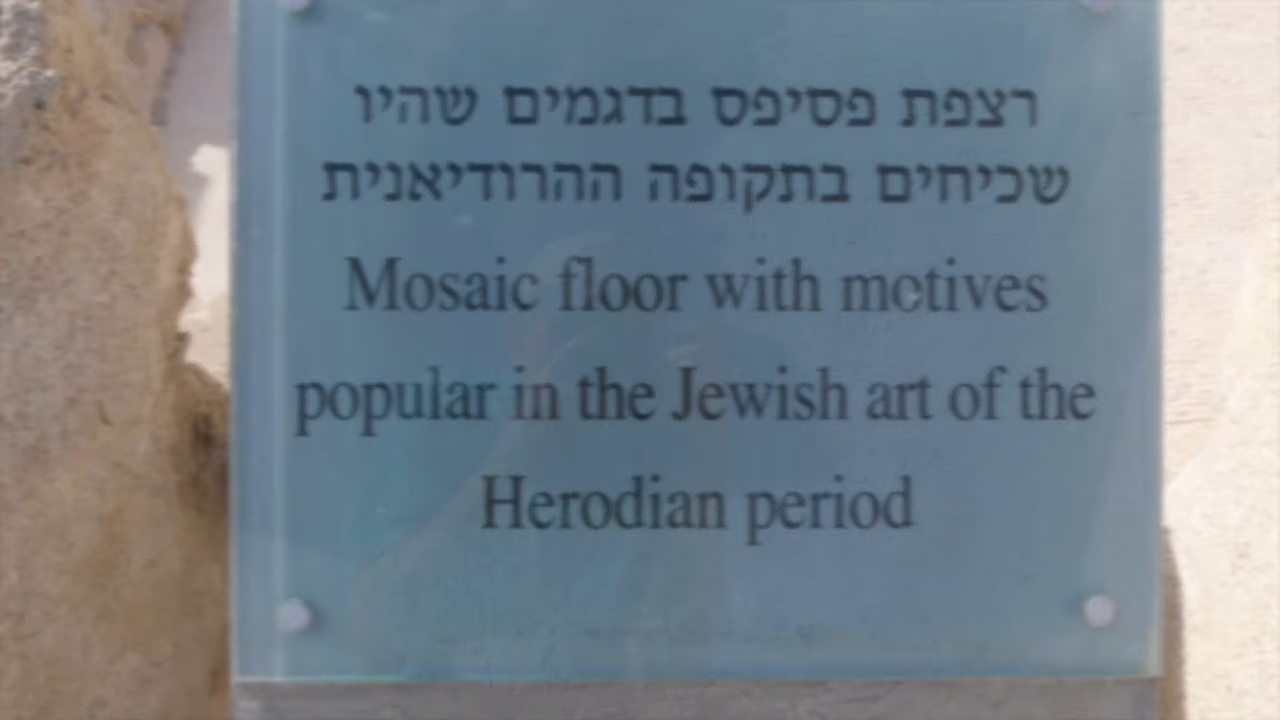 רצפת פסיפס בדגמים שהיו
שכיחים בתקופה ההרודיאנית
Mosaic floor with motives
popular in the Jewish art of the
Herodian period